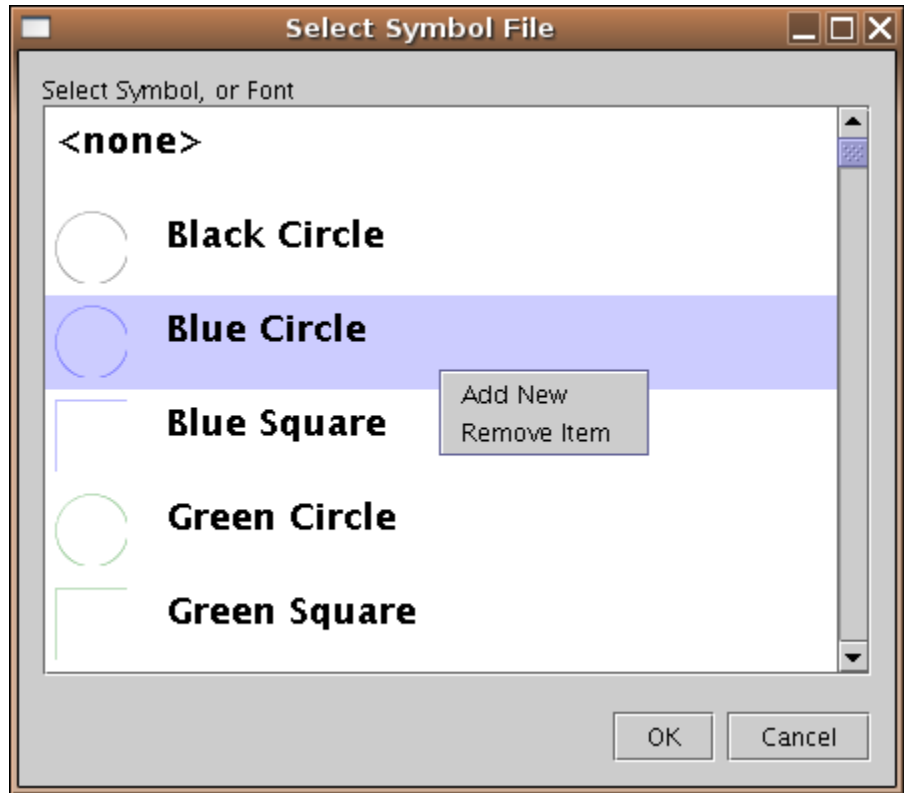 Select Symbol File
Select Symbol, or Font
<none>
Black Circle
Blue Circle
Add New
Blue Square
Remove Item
Green Circle
Green Square
OK
Cancel